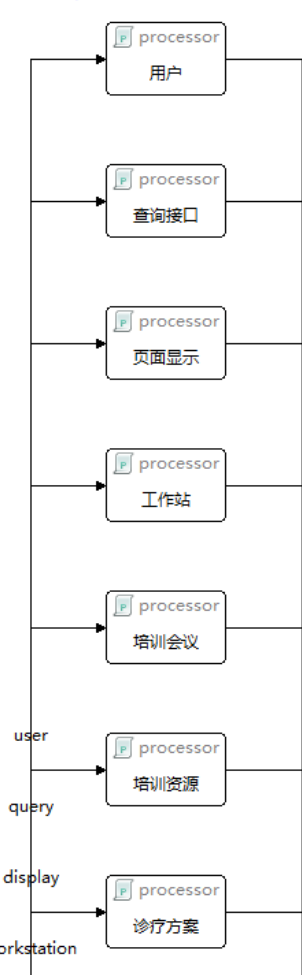 processor
用户
processor
查询接口
processor
页面显示
processor
工作站
processor
培训会议
user
processor
培训资源
query
display
processor
诊疗方案
orkstation